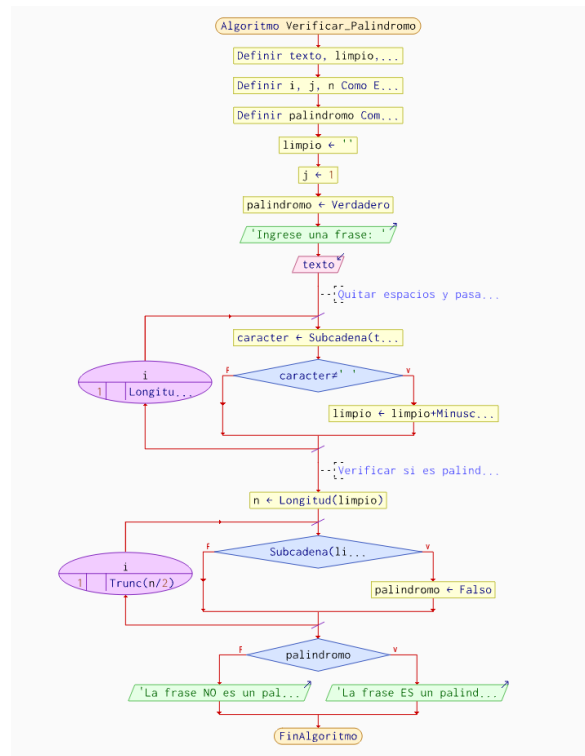 Algoritmo Verificar_Palindromo
Definir texto, limpio,...
Definir i, j, n Como E...
Definir palindromo Com...
limpio ← ''
j ← 1
palindromo ← Verdadero
'Ingrese una frase: '
texto
Quitar espacios y pasa...
caracter ← Subcadena(t...
i
1 Longitu...
F
caracter≠' '
V
limpio ← limpio+Minusc...
Verificar si es palind...
n ← Longitud(limpio)
i
1 Trunc(n/2)
F
Subcadena(li...
V
palindromo ← Falso
F
palindromo
V
'La frase NO es un pal...
'La frase ES un palind...
FinAlgoritmo